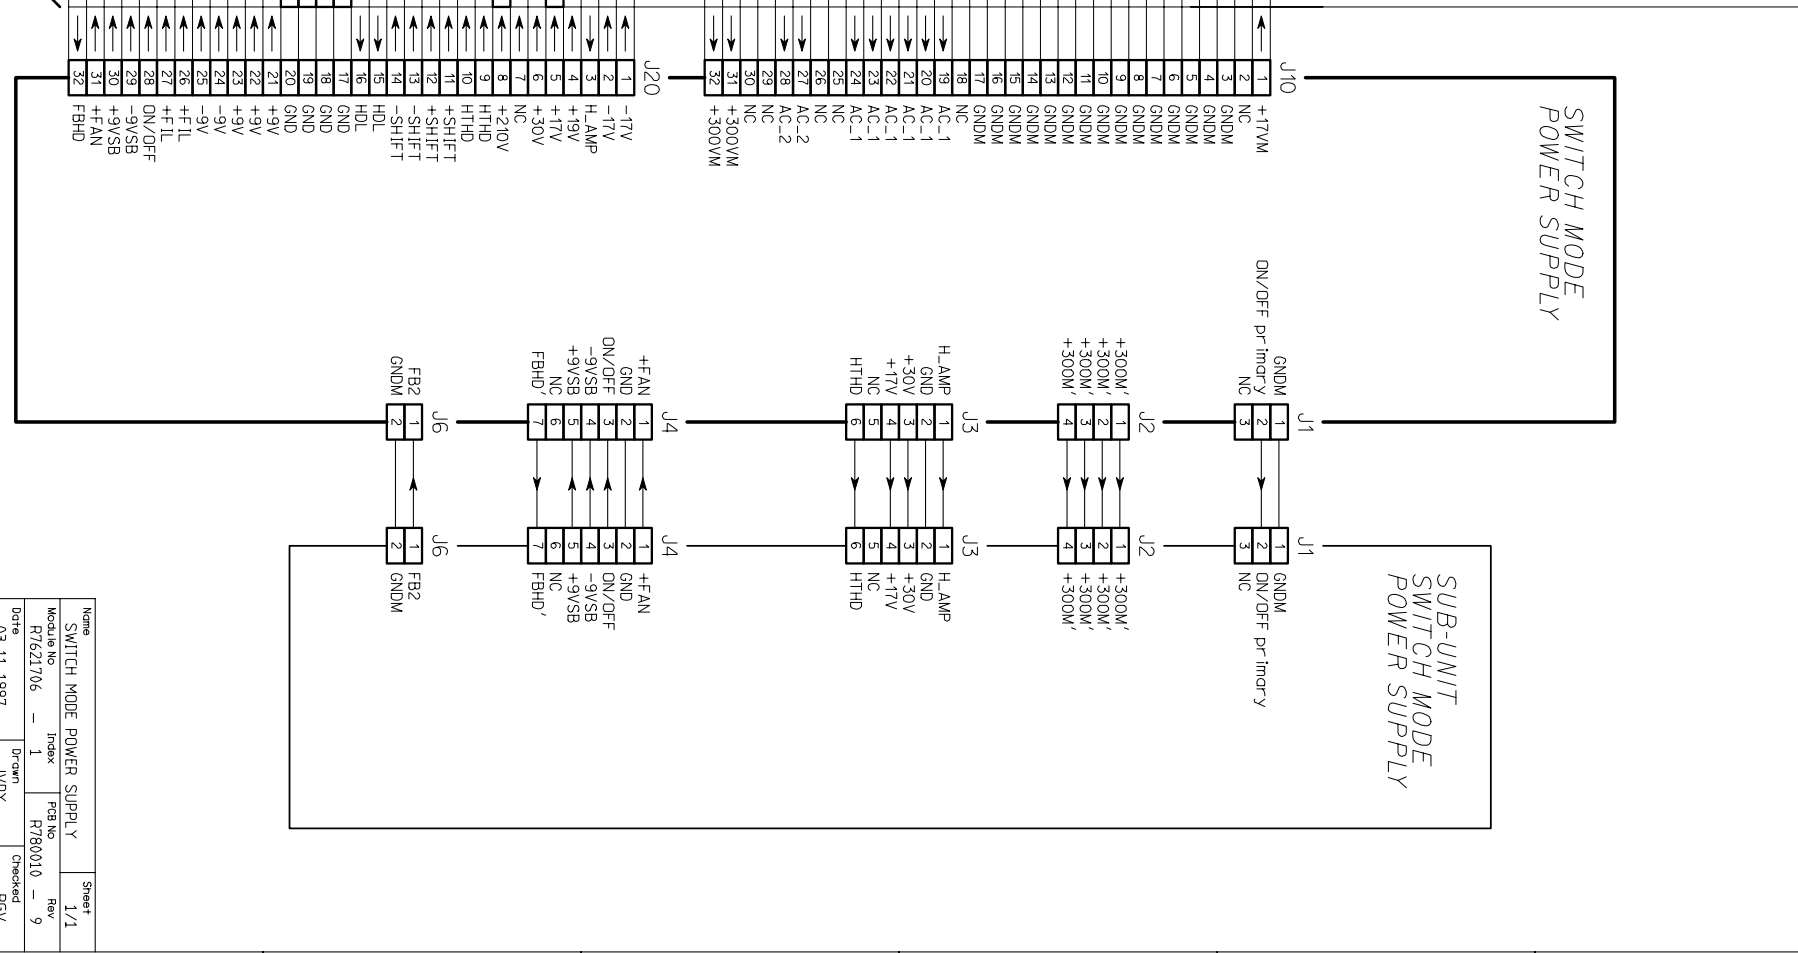 SWITCH MODE
POWER SUPPLY
J10
1 +17VM
2 NC
3 GNDM
4 GNDM
5 GNDM
6 GNDM
7 GNDM
8 GNDM
9 GNDM
10 GNDM
11 GNDM
12 GNDM
13 GNDM
14 GNDM
15 GNDM
16 GNDM
17 GNDM
18 NC
19 AC_1
20 AC_1
21 AC_1
22 AC_1
23 AC_1
24 AC_1
25 NC
26 NC
27 AC_2
28 AC_2
29 NC
30 NC
31 +300VM
32 +300VM
J20
1 -17V
2 -17V
3 H_AMP
4 +19V
5 +17V
6 +30V
7 NC
8 +210V
9 HTHD
10 HTHD
11 +SHIFT
12 +SHIFT
13 -SHIFT
14 -SHIFT
15 HDL
16 HDL
17 GND
18 GND
19 GND
20 GND
21 +9V
22 +9V
23 +9V
24 -9V
25 -9V
26 +FIL
27 +FIL
28 ON/OFF
29 -9VSB
30 +9VSB
31 +FAN
32 FBHD
J1
GNDM 1
ON/OFF primary 2
NC 3
J2
+300M' 1
+300M' 2
+300M' 3
+300M' 4
J3
H_AMP 1
GND 2
+30V 3
+17V 4
NC 5
HTHD 6
J4
+FAN 1
GND 2
ON/OFF 3
-9VSB 4
+9VSB 5
NC 6
FBHD' 7
J6
FB2 1
GNDM 2
SUB-UNIT
SWITCH MODE
POWER SUPPLY
J1
1 GNDM
2 ON/OFF primary
3 NC
J2
1 +300M'
2 +300M'
3 +300M'
4 +300M'
J3
1 H_AMP
2 GND
3 +30V
4 +17V
5 NC
6 HTHD
J4
1 +FAN
2 GND
3 ON/OFF
4 -9VSB
5 +9VSB
6 NC
7 FBHD'
J6
1 FB2
2 GNDM
Name Sheet
SWITCH MODE POWER SUPPLY 1/1
Module No Index PCB No Rev
R7621706 - 1 R780010 - 9
Date Drawn Checked
03 11 1997